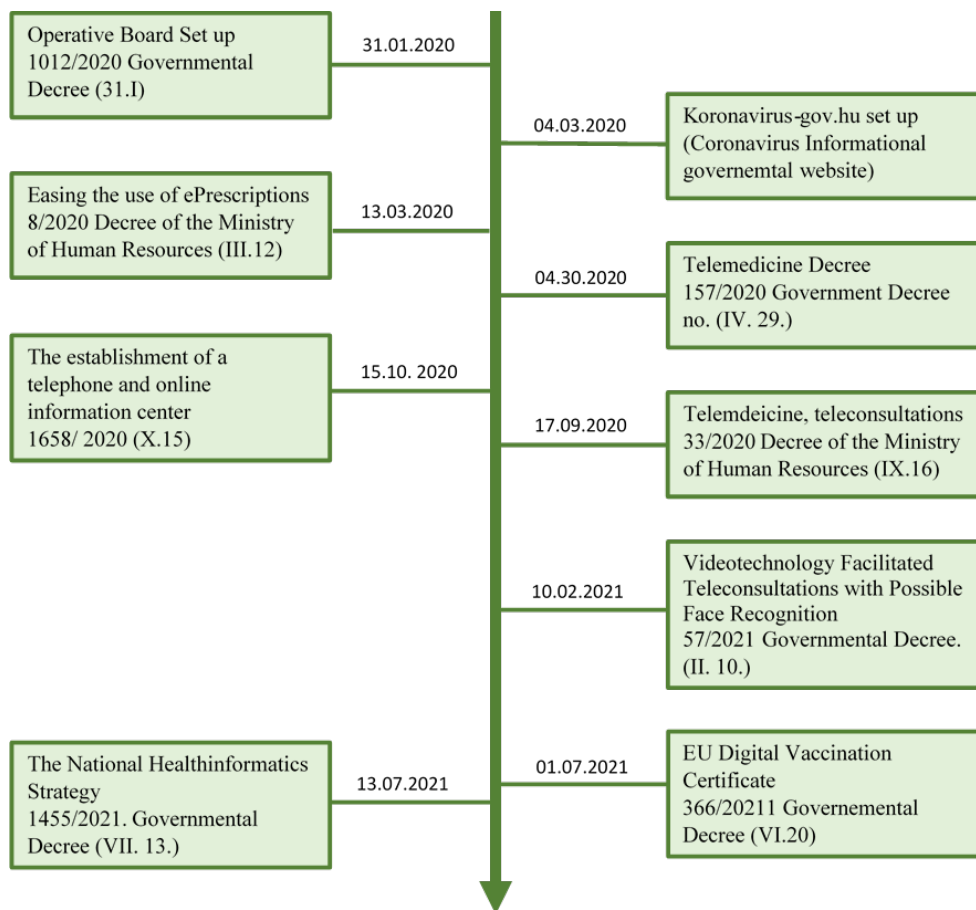 Operative Board Set up
1012/2020 Governmental
Decree (31.I)
31.01.2020
04.03.2020
Koronavirus-gov.hu set up
(Coronavirus Informational
governemtal website)
Easing the use of ePrescriptions
8/2020 Decree of the Ministry
of Human Resources (III.12)
13.03.2020
04.30.2020
Telemedicine Decree
157/2020 Government Decree
no. (IV. 29.)
The establishment of a
telephone and online
information center
1658/ 2020 (X.15)
15.10. 2020
17.09.2020
Telemdeicine, teleconsultations
33/2020 Decree of the Ministry
of Human Resources (IX.16)
10.02.2021
Videotechnology Facilitated
Teleconsultations with Possible
Face Recognition
57/2021 Governmental Decree.
(II. 10.)
The National Healthinformatics
Strategy
1455/2021. Governmental
Decree (VII. 13.)
13.07.2021
01.07.2021
EU Digital Vaccination
Certificate
366/20211 Governemental
Decree (VI.20)